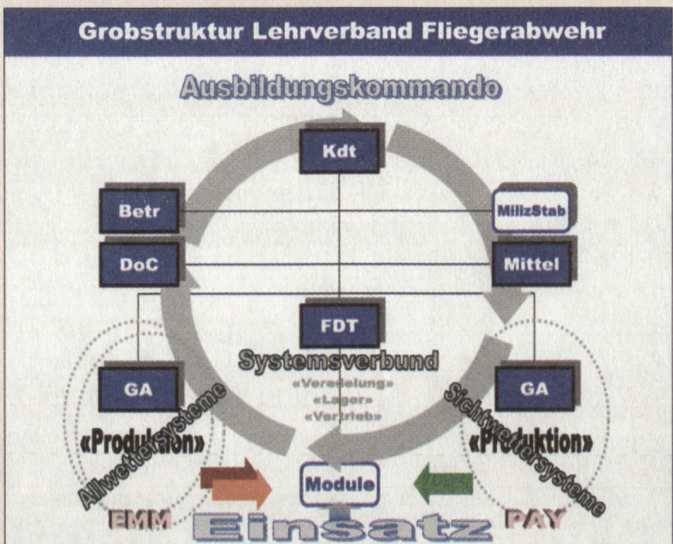 Grobstruktur Lehrverband Fliegerabwehr
Ausbildungskommando
Kdt
Betr
MilizStab
DoC
Mittel
FDT
Systemsverbund
«Veredelung»
«Lager»
«Vertrieb»
GA
GA
«Produktion»
«Produktion»
Allwettersysteme
Sichtwettersysteme
Module
EMM
PAY
Einsatz